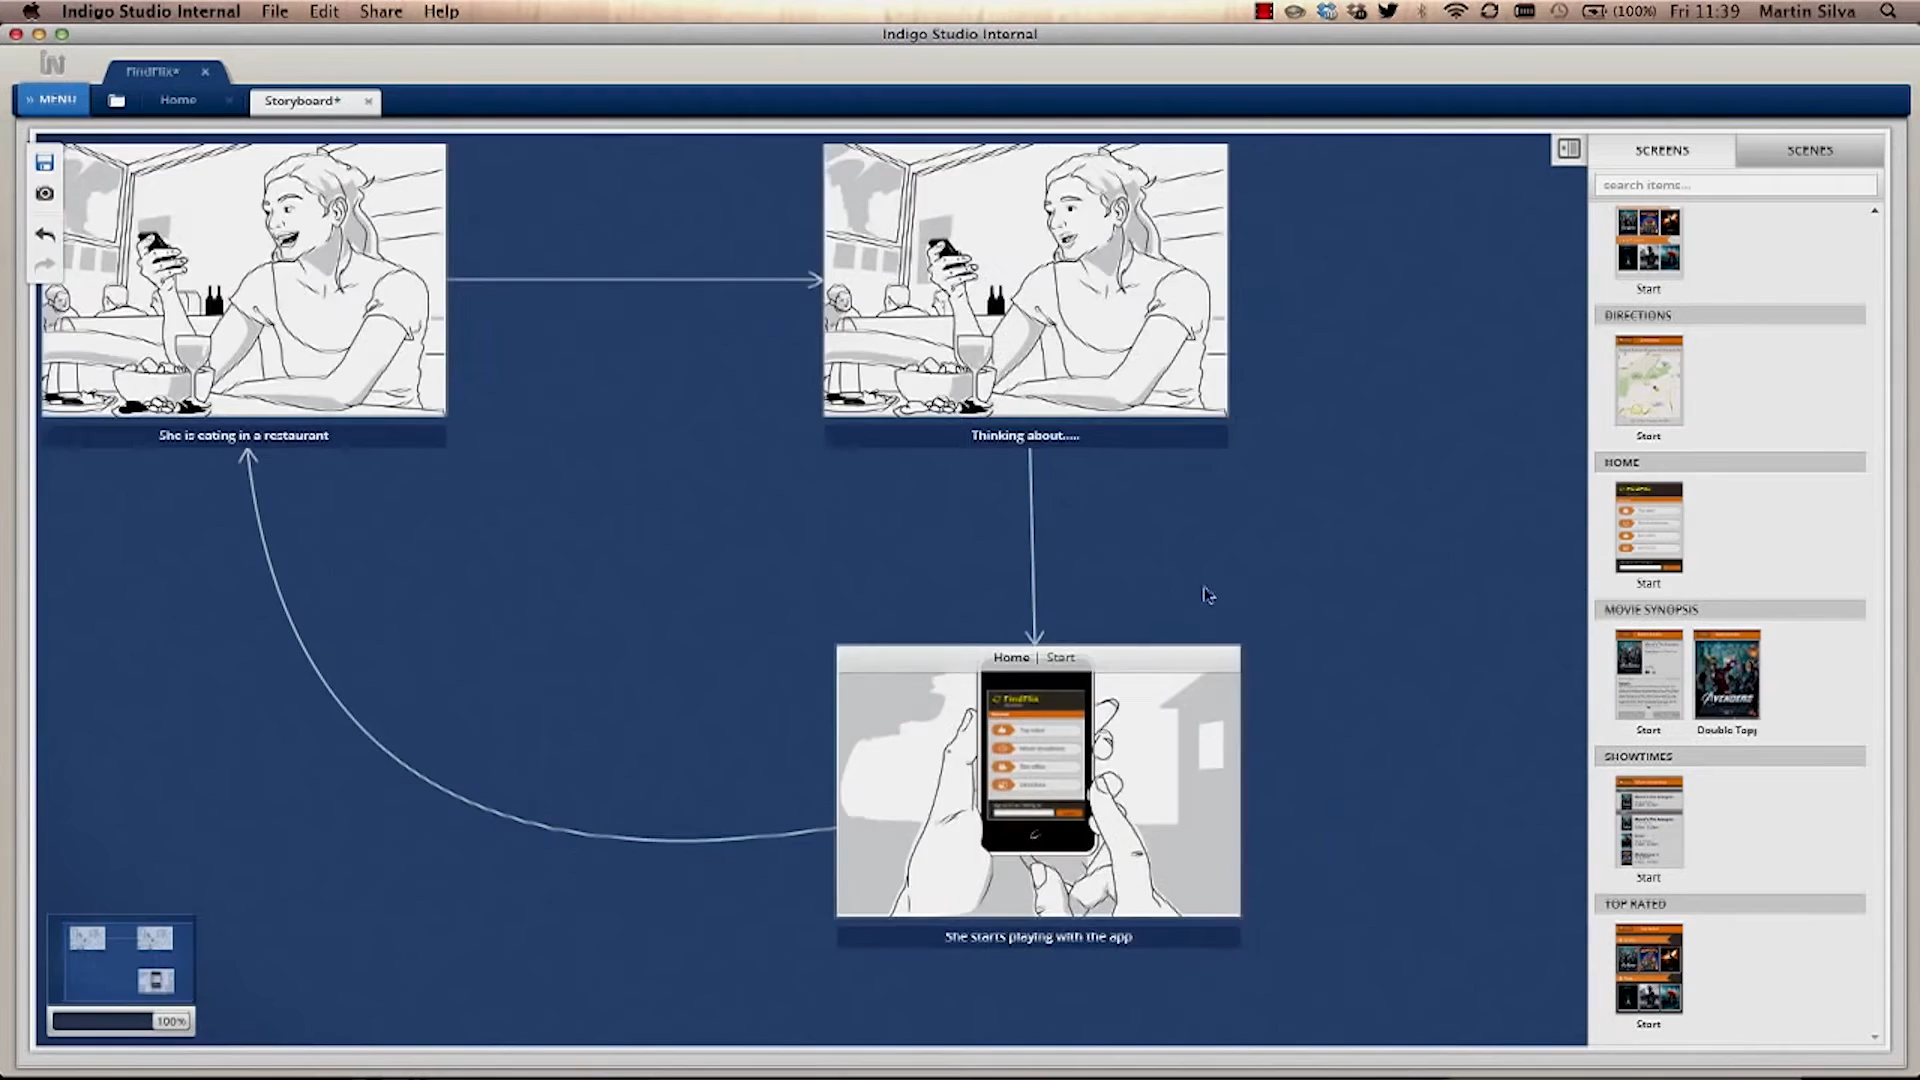 Indigo Studio Internal File Edit Share Help (100%) Fri 11:39 Martin Silva
Indigo Studio Internal
FindFlix*
» MENU Home Storyboard*
SCREENS SCENES
search items...
Start
DIRECTIONS
Start
HOME
Start
MOVIE SYNOPSIS
Start Double Tapp
SHOWTIMES
Start
TOP RATED
Start
She is eating in a restaurant
Thinking about.....
Home | Start
FindFlix
She starts playing with the app
100%